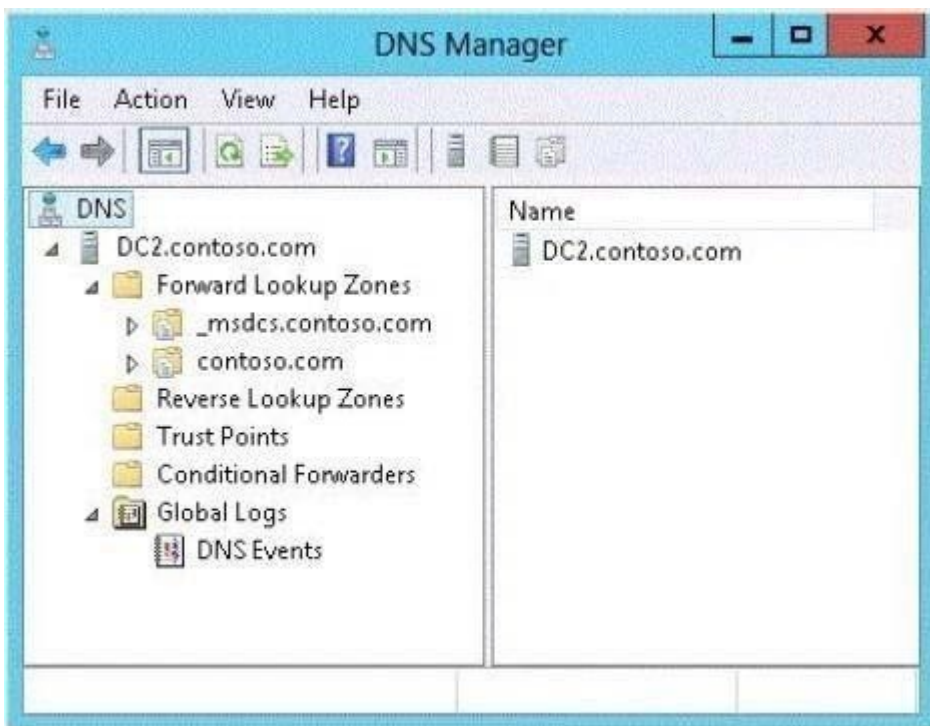 DNS Manager
File Action View Help
DNS
DC2.contoso.com
Forward Lookup Zones
_msdcs.contoso.com
contoso.com
Reverse Lookup Zones
Trust Points
Conditional Forwarders
Global Logs
DNS Events
Name
DC2.contoso.com